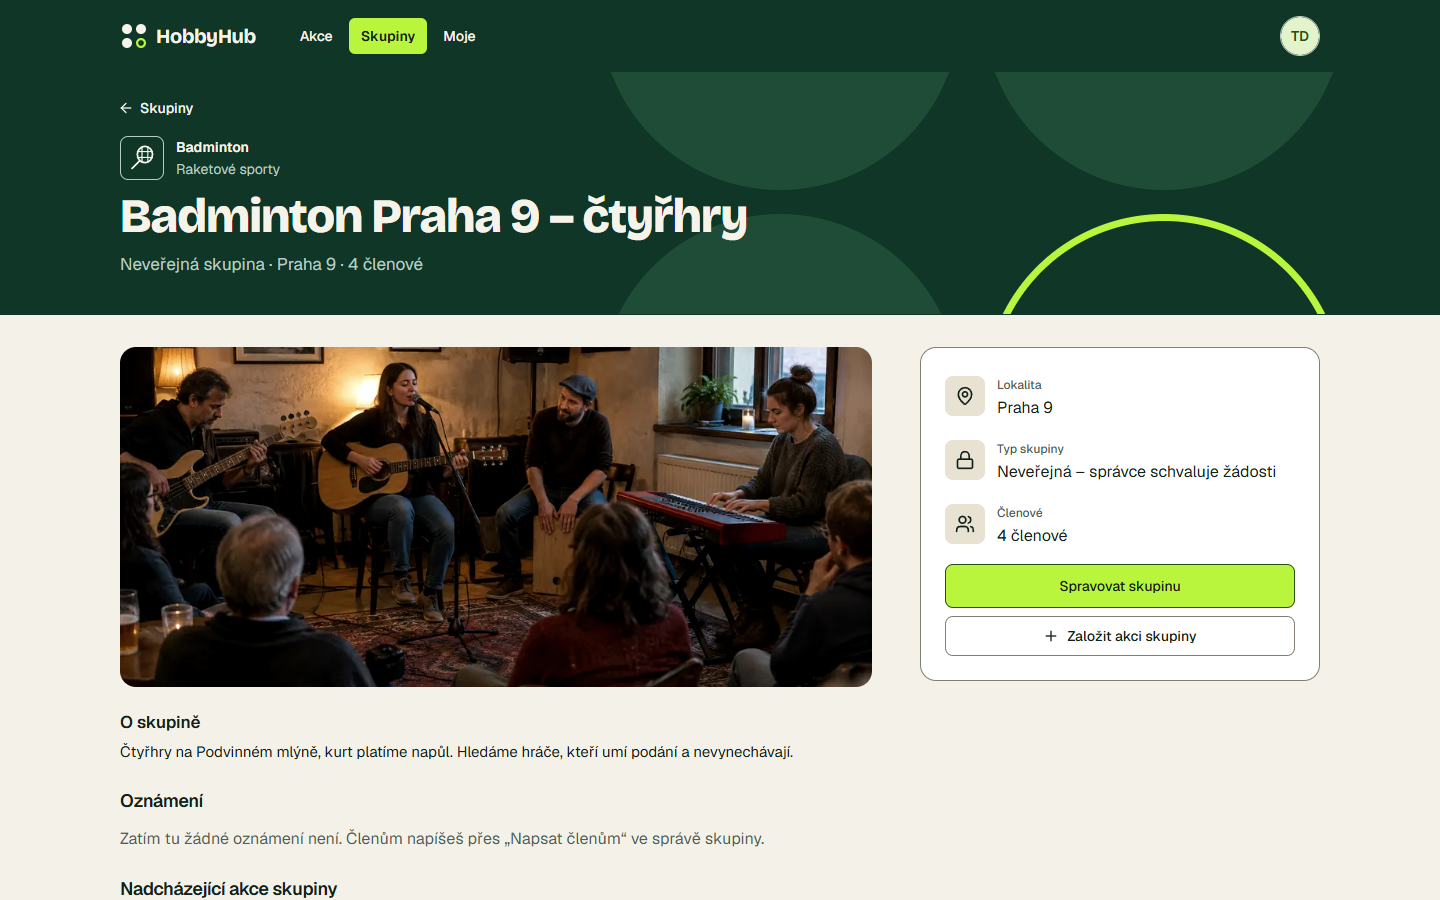 HobbyHub
Akce
Skupiny
Moje
TD
Skupiny
Badminton
Raketové sporty
Badminton Praha 9 – čtyřhry
Neveřejná skupina · Praha 9 · 4 členové
Lokalita
Praha 9
Typ skupiny
Neveřejná – správce schvaluje žádosti
Členové
4 členové
Spravovat skupinu
Založit akci skupiny
O skupině
Čtyřhry na Podvinném mlýně, kurt platíme napůl. Hledáme hráče, kteří umí podání a nevynechávají.
Oznámení
Zatím tu žádné oznámení není. Členům napíšeš přes „Napsat členům“ ve správě skupiny.
Nadcházející akce skupiny